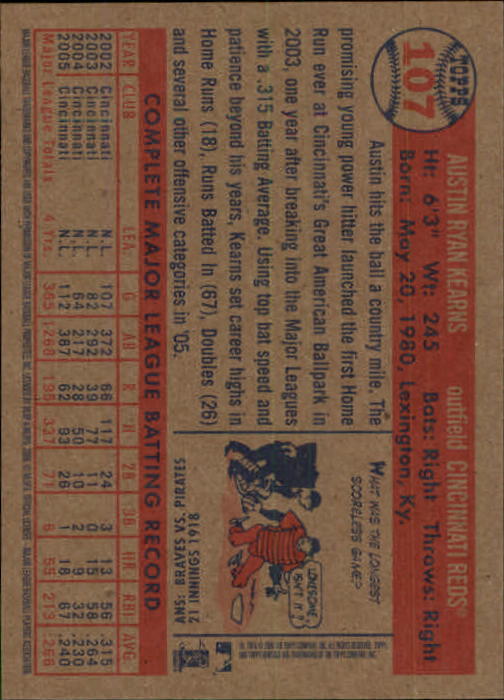 TOPPS
107
AUSTIN RYAN KEARNS outfield CINCINNATI REDS
Ht: 6'3" Wt: 245 Bats: Right Throws: Right
Born: May 20, 1980, Lexington, Ky.
Austin hits the ball a country mile. The
promising young power hitter launched the first Home
Run ever at Cincinnati's Great American Ballpark in
2003, one year after breaking into the Major Leagues
with a .315 Batting Average. Using top bat speed and
patience beyond his years, Kearns set career highs in
Home Runs (18), Runs Batted In (67), Doubles (26)
and several other offensive categories in '05.
WHAT WAS THE LONGEST
SCORELESS GAME?
LONESOME,
ISN'T IT?
ANS: BRAVES VS. PIRATES
21 INNINGS 1918
COMPLETE MAJOR LEAGUE BATTING RECORD
YEAR CLUB LEA G AB R H 2B 3B HR RBI AVG.
2002 Cincinnati N.L. 107 372 66 117 24 3 13 56 .315
2003 Cincinnati N.L. 82 292 39 77 11 0 15 58 .264
2004 Cincinnati N.L. 64 217 28 50 10 2 9 32 .230
2005 Cincinnati N.L. 112 387 62 93 26 1 18 67 .240
Major League Totals 4 Yrs. 365 1268 195 337 71 6 55 213 .266